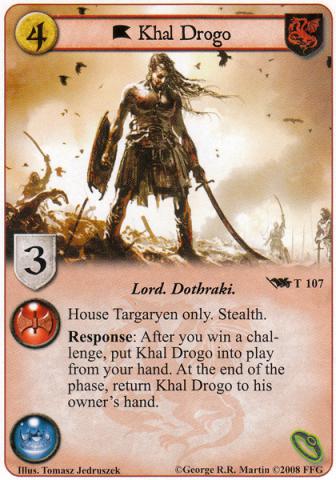 4
Khal Drogo
3
Lord. Dothraki.
T 107
House Targaryen only. Stealth.
Response: After you win a chal-
lenge, put Khal Drogo into play
from your hand. At the end of the
phase, return Khal Drogo to his
owner's hand.
Illus. Tomasz Jedruszek
©George R.R. Martin ©2008 FFG